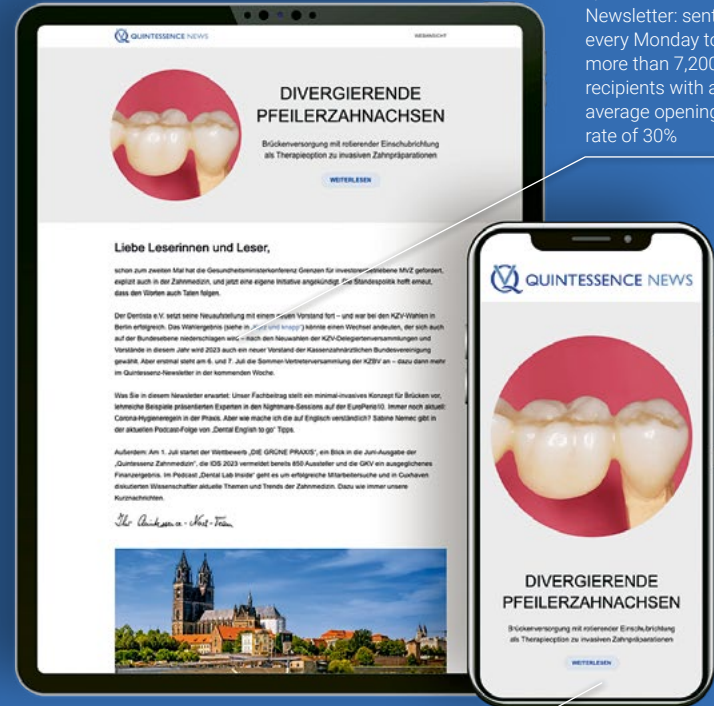 Newsletter: sent
every Monday to
more than 7,200
recipients with a
average opening
rate of 30%
QUINTESSENCE NEWS
WEBANSICHT
DIVERGIERENDE
PFEILERZAHNACHSEN
Brückenversorgung mit rotierender Einschubrichtung
als Therapieoption zu invasiven Zahnpräparationen
WEITERLESEN
Liebe Leserinnen und Leser,
schon zum zweiten Mal hat die Gesundheitsministerkonferenz Grenzen für investorenbetriebene MVZ gefordert,
explizit auch in der Zahnmedizin, und jetzt eine eigene Initiative angekündigt. Die Standespolitik hofft erneut,
dass den Worten auch Taten folgen.
Der Dentista e.V. setzt seine Neuaufstellung mit einem neuen Vorstand fort – und war bei den KZV-Wahlen in
Berlin erfolgreich. Das Wahlergebnis (siehe in „Kurz und knapp“) könnte einen Wechsel andeuten, der sich auch
auf der Bundesebene niederschlagen wird – nach den Neuwahlen der KZV-Delegiertenversammlungen und
Vorstände in diesem Jahr wird 2023 auch ein neuer Vorstand der Kassenzahnärztlichen Bundesvereinigung
gewählt. Aber erstmal steht am 6. und 7. Juli die Sommer-Vertreterversammlung der KZBV an – dazu dann mehr
im Quintessenz-Newsletter in der kommenden Woche.
Was Sie in diesem Newsletter erwartet: Unser Fachbeitrag stellt ein minimal-invasives Konzept für Brücken vor,
lehrreiche Beispiele präsentierten Experten in den Nightmare-Sessions auf der EuroPerio10. Immer noch aktuell:
Corona-Hygieneregeln in der Praxis. Aber wie mache ich die auf Englisch verständlich? Sabine Nemec gibt in
der aktuellen Podcast-Folge von „Dental English to go“ Tipps.
Außerdem: Am 1. Juli startet der Wettbewerb „DIE GRÜNE PRAXIS“, ein Blick in die Juni-Ausgabe der
„Quintessenz Zahnmedizin“, die IDS 2023 vermeldet bereits 850 Aussteller und die GKV ein ausgeglichenes
Finanzergebnis. Im Podcast „Dental Lab Inside“ geht es um erfolgreiche Mitarbeitersuche und in Cuxhaven
diskutierten Wissenschaftler aktuelle Themen und Trends der Zahnmedizin. Dazu wie immer unsere
Kurznachrichten.
Ihr Quintessence-News-Team
QUINTESSENCE NEWS
DIVERGIERENDE
PFEILERZAHNACHSEN
Brückenversorgung mit rotierender Einschubrichtung
als Therapieoption zu invasiven Zahnpräparationen
WEITERLESEN